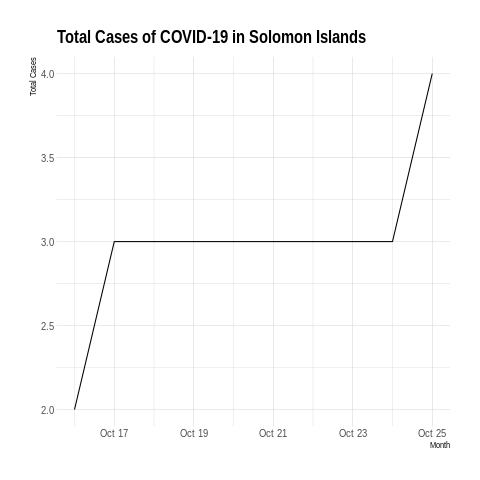 Total Cases of COVID-19 in Solomon Islands
Total Cases
4.0
3.5
3.0
2.5
2.0
Oct 17 Oct 19 Oct 21 Oct 23 Oct 25
Month